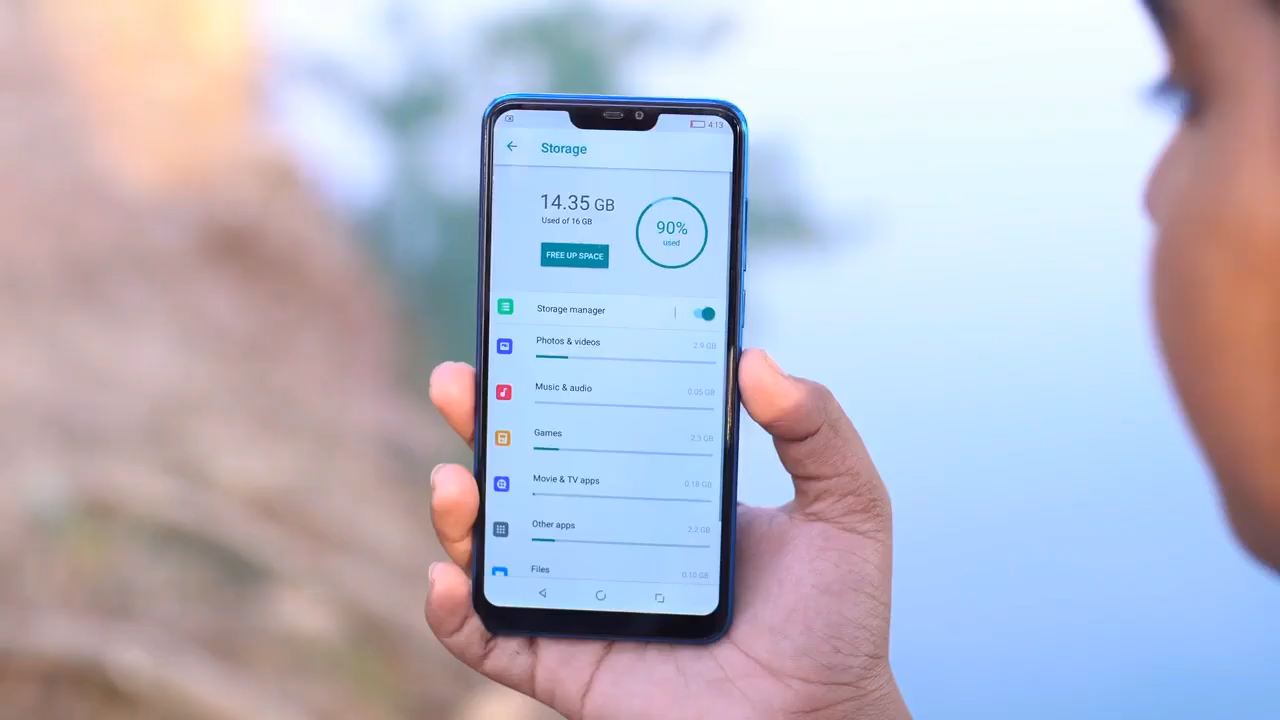 4:13
Storage
14.35 GB
Used of 16 GB
90%
used
FREE UP SPACE
Storage manager
Photos & videos
2.9 GB
Music & audio
0.05 GB
Games
2.3 GB
Movie & TV apps
0.18 GB
Other apps
2.2 GB
Files
0.10 GB